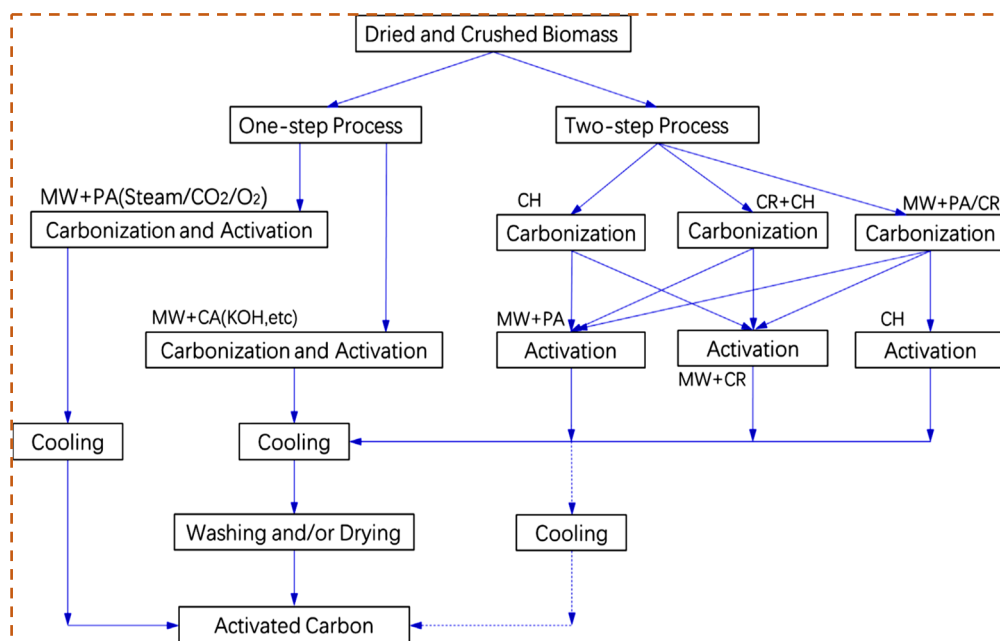 Dried and Crushed Biomass
One-step Process
Two-step Process
MW+PA(Steam/CO2/O2)
CH
CR+CH
MW+PA/CR
Carbonization and Activation
Carbonization
Carbonization
Carbonization
MW+CA(KOH,etc)
MW+PA
CH
Carbonization and Activation
Activation
Activation
Activation
MW+CR
Cooling
Cooling
Washing and/or Drying
Cooling
Activated Carbon